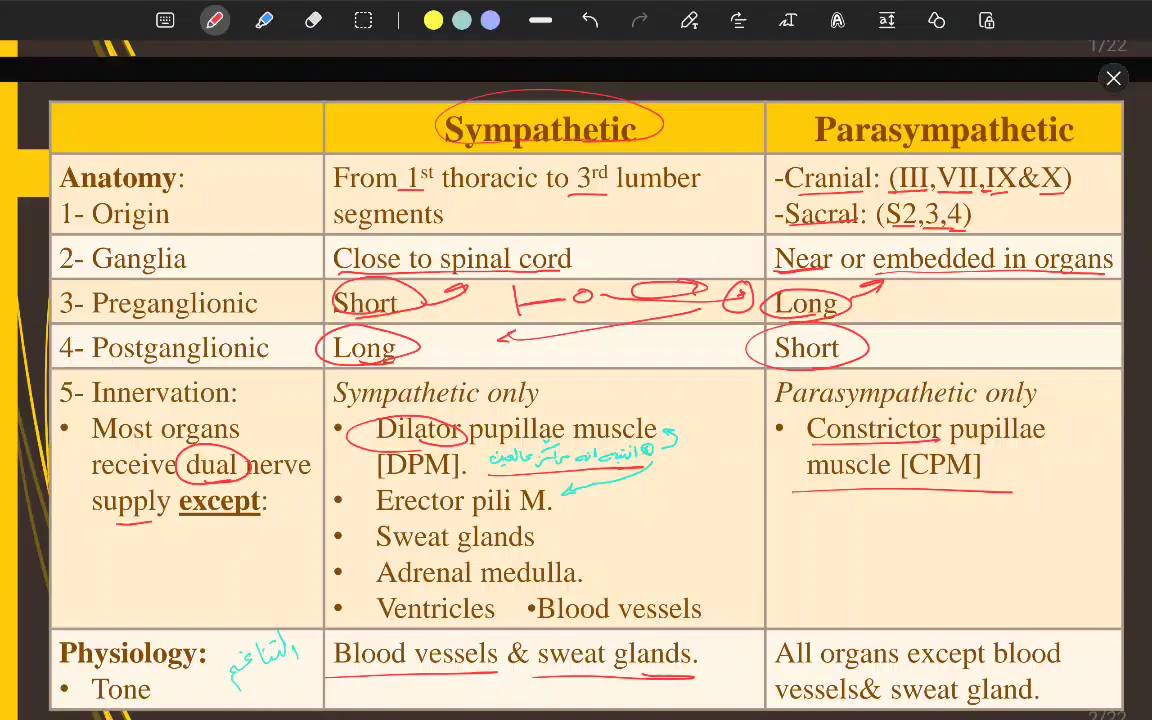 1/22
Sympathetic
Parasympathetic
Anatomy:
1- Origin
From 1st thoracic to 3rd lumber
segments
-Cranial: (III,VII,IX&X)
-Sacral: (S2,3,4)
2- Ganglia
Close to spinal cord
Near or embedded in organs
3- Preganglionic
Short
Long
4- Postganglionic
Long
Short
5- Innervation:
• Most organs
receive dual nerve
supply except:
Sympathetic only
• Dilator pupillae muscle
[DPM].
• Erector pili M.
• Sweat glands
• Adrenal medulla.
• Ventricles •Blood vessels
Parasympathetic only
• Constrictor pupillae
muscle [CPM]
Physiology:
• Tone
التناغم
Blood vessels & sweat glands.
All organs except blood
vessels& sweat gland.
2/22